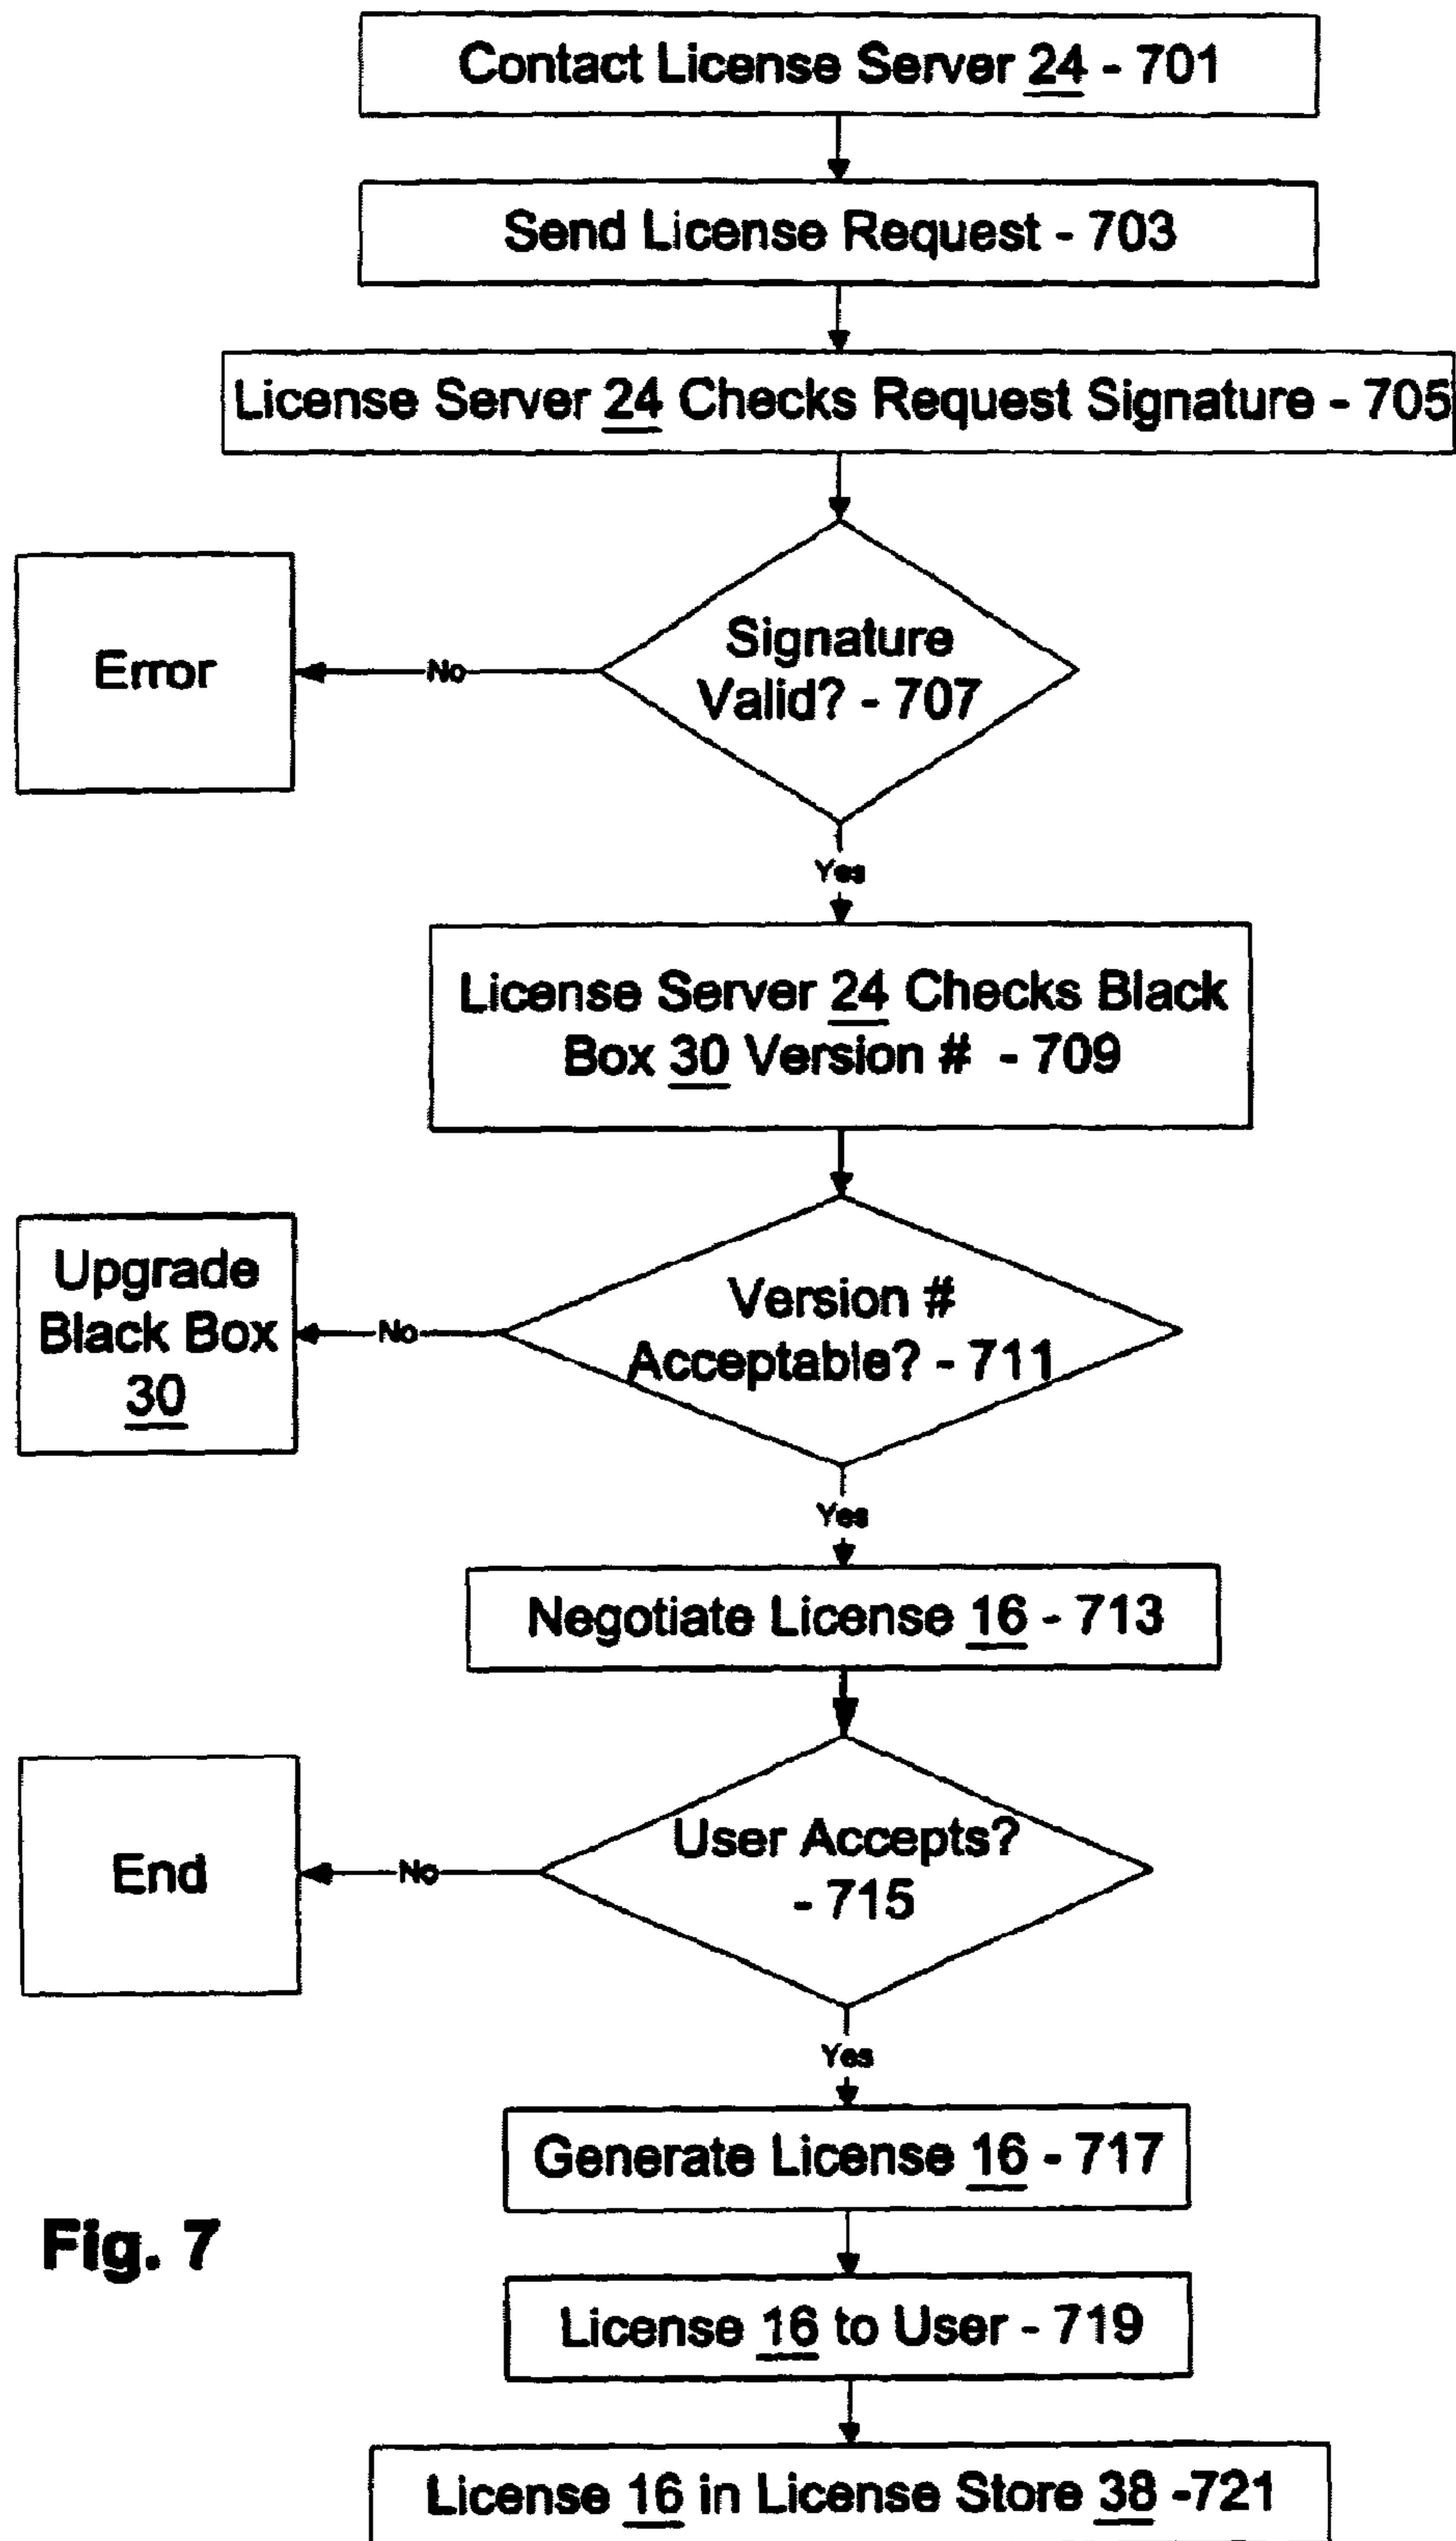 Contact License Server 24 - 701
Send License Request - 703
License Server 24 Checks Request Signature - 705
Signature
Valid? - 707
No
Error
Yes
License Server 24 Checks Black
Box 30 Version # - 709
Version #
Acceptable? - 711
No
Upgrade
Black Box
30
Yes
Negotiate License 16 - 713
User Accepts?
- 715
No
End
Yes
Generate License 16 - 717
License 16 to User - 719
License 16 in License Store 38 -721
Fig. 7